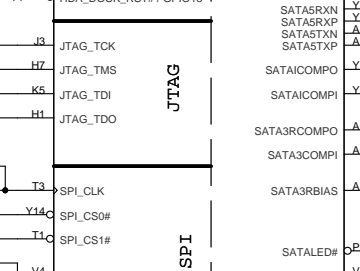 HDA_DOCK_RST# / GPIO13
SATA5RXN
SATA5RXP
SATA5TXN
J3 JTAG_TCK SATA5TXP
H7 JTAG_TMS SATAICOMPO
K5 JTAG_TDI SATAICOMPI
JTAG
H1 JTAG_TDO
SATA3RCOMPO
SATA3COMPI
T3 SPI_CLK SATA3RBIAS
Y14 SPI_CS0#
T1 SPI_CS1#
SPI
SATALED# P
V4